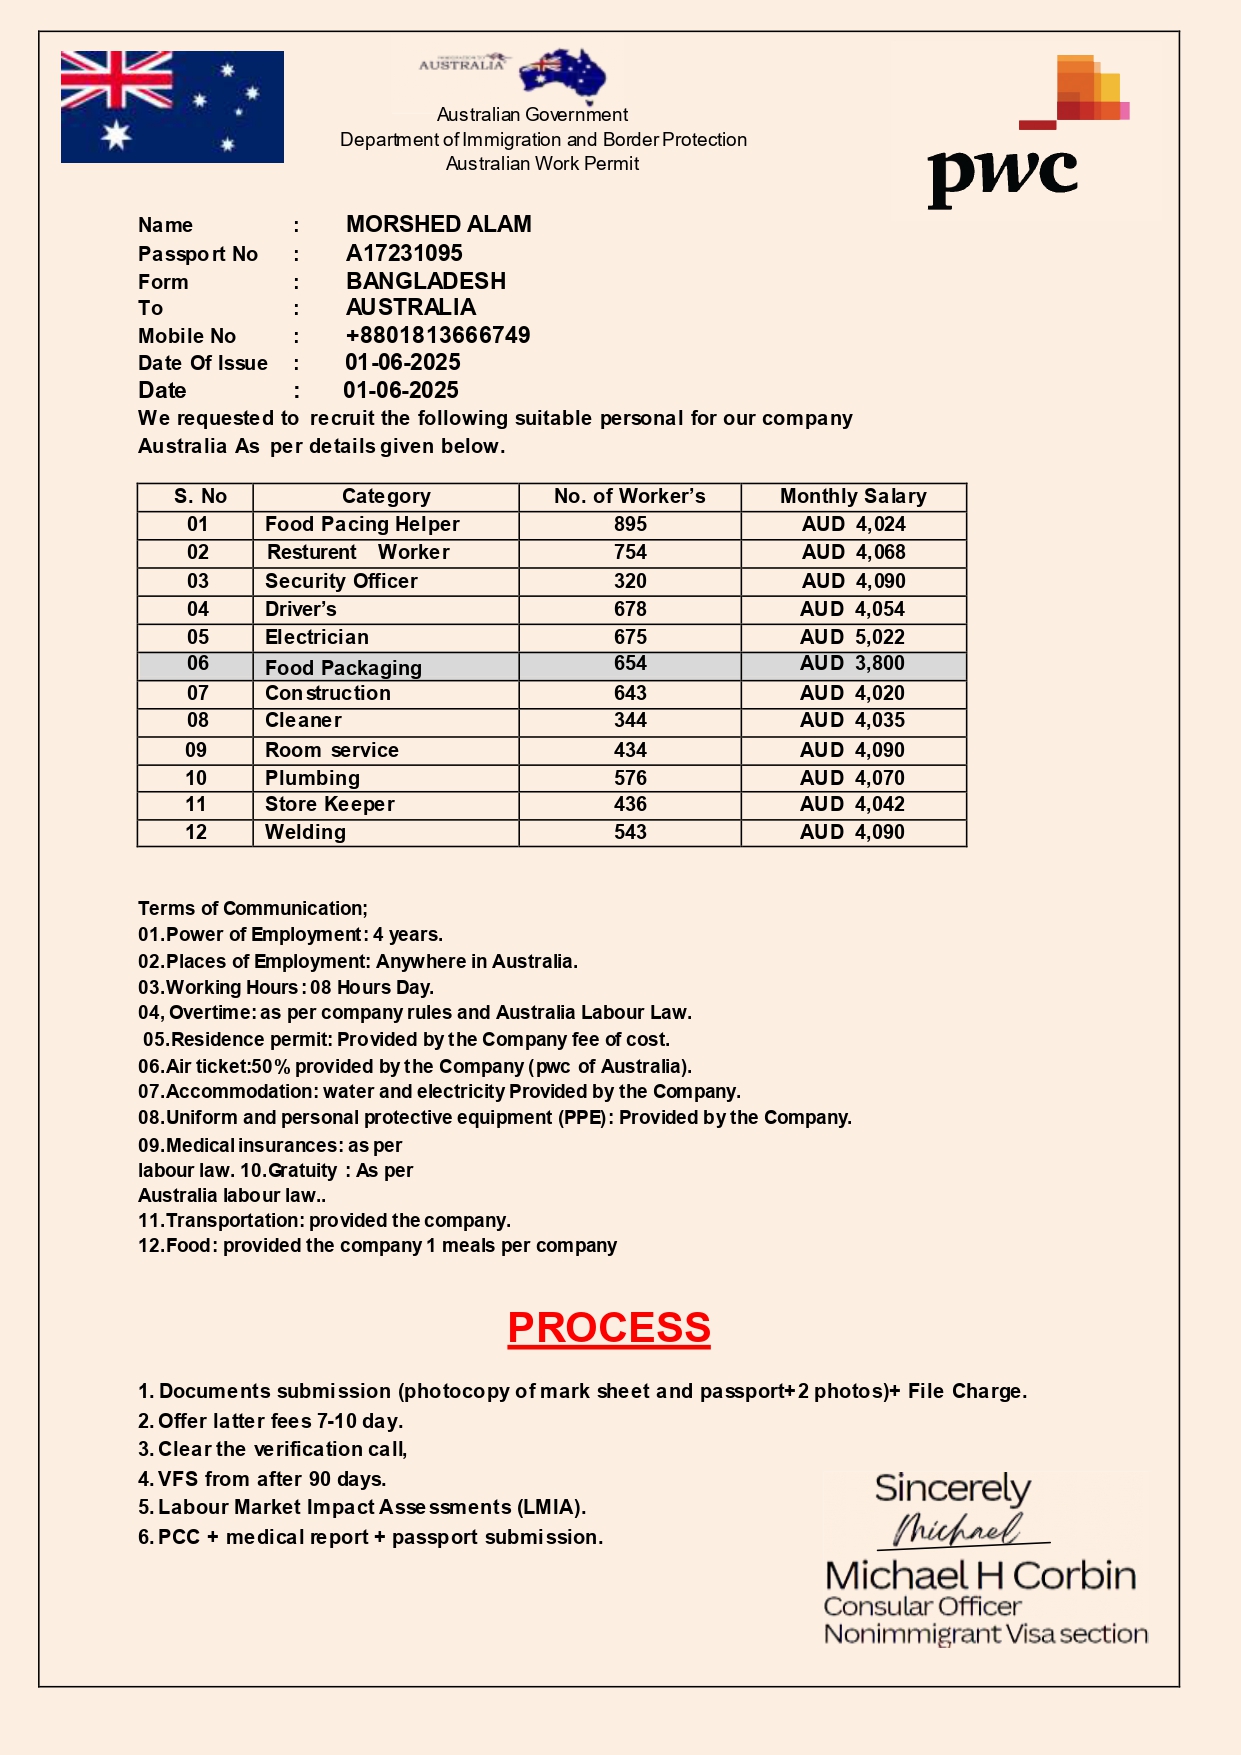 AUSTRALIA
Australian Government
Department of Immigration and Border Protection
Australian Work Permit
pwc
Name : MORSHED ALAM
Passport No : A17231095
Form : BANGLADESH
To : AUSTRALIA
Mobile No : +8801813666749
Date Of Issue : 01-06-2025
Date : 01-06-2025
We requested to recruit the following suitable personal for our company
Australia As per details given below.
S. No Category No. of Worker’s Monthly Salary
01 Food Pacing Helper 895 AUD 4,024
02 Resturent Worker 754 AUD 4,068
03 Security Officer 320 AUD 4,090
04 Driver’s 678 AUD 4,054
05 Electrician 675 AUD 5,022
06 Food Packaging 654 AUD 3,800
07 Construction 643 AUD 4,020
08 Cleaner 344 AUD 4,035
09 Room service 434 AUD 4,090
10 Plumbing 576 AUD 4,070
11 Store Keeper 436 AUD 4,042
12 Welding 543 AUD 4,090
Terms of Communication;
01.Power of Employment: 4 years.
02.Places of Employment: Anywhere in Australia.
03.Working Hours: 08 Hours Day.
04, Overtime: as per company rules and Australia Labour Law.
05.Residence permit: Provided by the Company fee of cost.
06.Air ticket:50% provided by the Company (pwc of Australia).
07.Accommodation: water and electricity Provided by the Company.
08.Uniform and personal protective equipment (PPE): Provided by the Company.
09.Medical insurances: as per
labour law. 10.Gratuity : As per
Australia labour law..
11.Transportation: provided the company.
12.Food: provided the company 1 meals per company
PROCESS
1. Documents submission (photocopy of mark sheet and passport+2 photos)+ File Charge.
2. Offer latter fees 7-10 day.
3. Clear the verification call,
4. VFS from after 90 days.
5. Labour Market Impact Assessments (LMIA).
6. PCC + medical report + passport submission.
Sincerely
Michael
Michael H Corbin
Consular Officer
Nonimmigrant Visa section